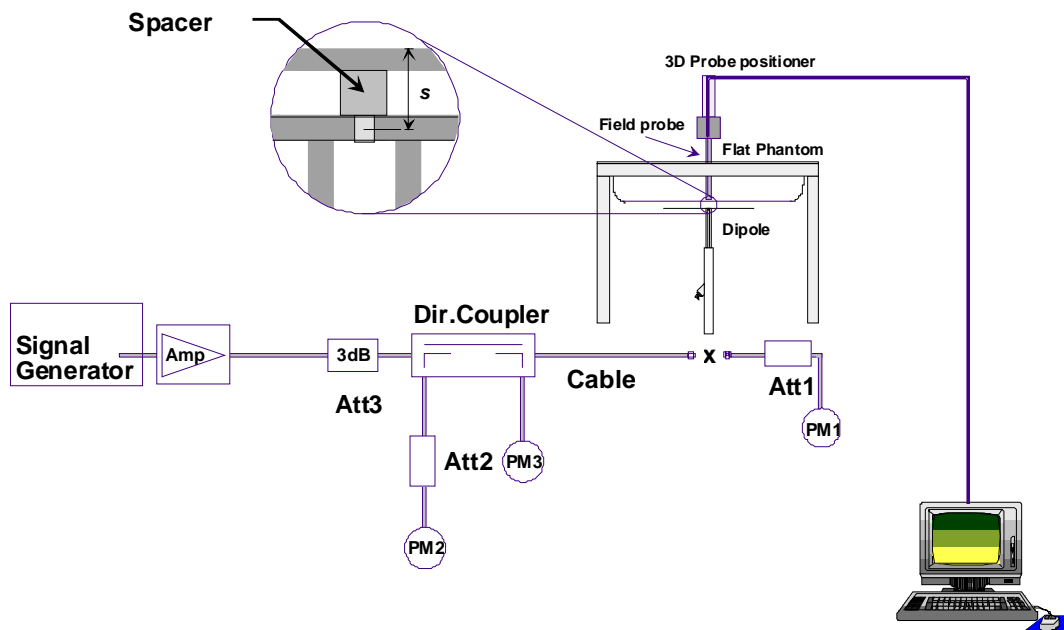 Spacer
s
3D Probe positioner
Field probe
Flat Phantom
Dipole
Signal
Generator
Amp
3dB
Att3
Dir.Coupler
Cable
x
Att1
PM1
Att2
PM3
PM2